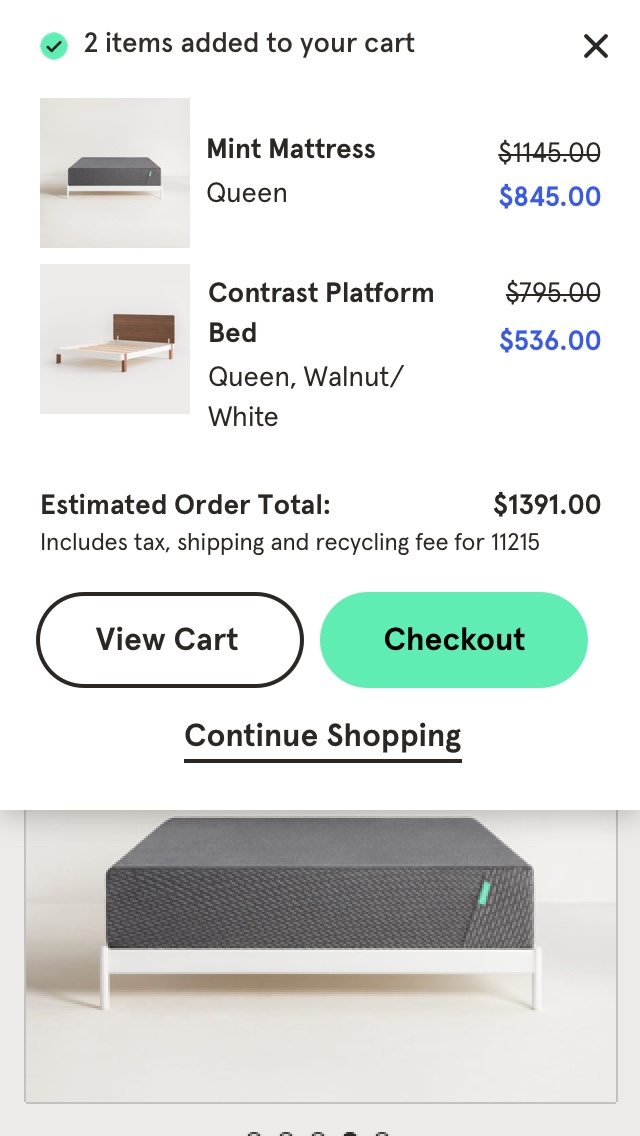 2 items added to your cart
Mint Mattress
$1145.00
Queen
$845.00
Contrast Platform
Bed
$795.00
$536.00
Queen, Walnut/
White
Estimated Order Total:
$1391.00
Includes tax, shipping and recycling fee for 11215
View Cart
Checkout
Continue Shopping